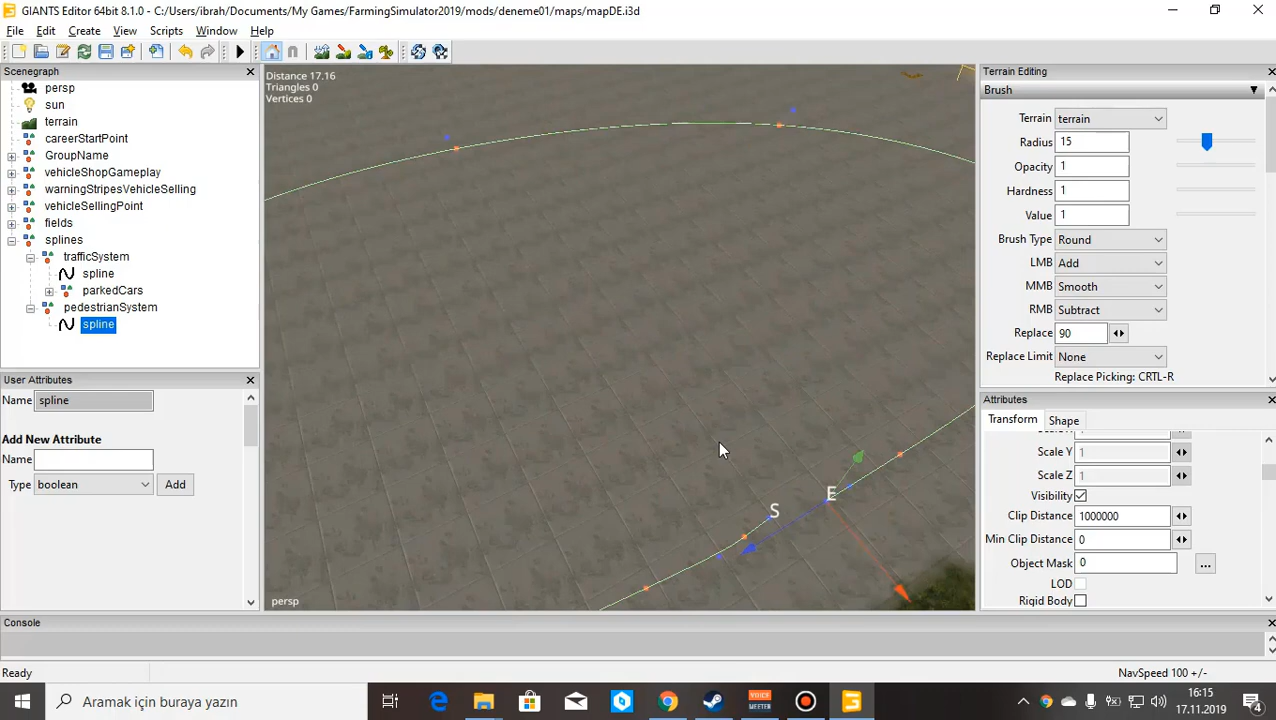 GIANTS Editor 64bit - C:/Users/ibrah/Documents/My Games/FarmingSimulator2019/mods/deneme01/maps/mapDE.i3d
File Edit Create View Scripts Window Help
Scenegraph
persp
sun
terrain
careerStartPoint
GroupName
vehicleShopGameplay
warningStripesVehicleSelling
vehicleSellingPoint
fields
splines
trafficSystem
spline
parkedCars
pedestrianSystem
spline
User Attributes
Name spline
Add New Attribute
Name
Type boolean Add
Distance 17.16
Triangles 0
Vertices 0
S
E
persp
Terrain Editing
Brush
Terrain terrain
Radius 15
Opacity 1
Hardness 1
Value 1
Brush Type Round
LMB Add
MMB Smooth
RMB Subtract
Replace 90
Replace Limit None
Replace Picking: CRTL-R
Attributes
Transform Shape
Scale Y 1
Scale Z 1
Visibility
Clip Distance 1000000
Min Clip Distance 0
Object Mask 0 ...
LOD
Rigid Body
Console
Ready
NavSpeed 100 +/-
Aramak için buraya yazın
VOICE
MEETER
16:15
17.11.2019
4